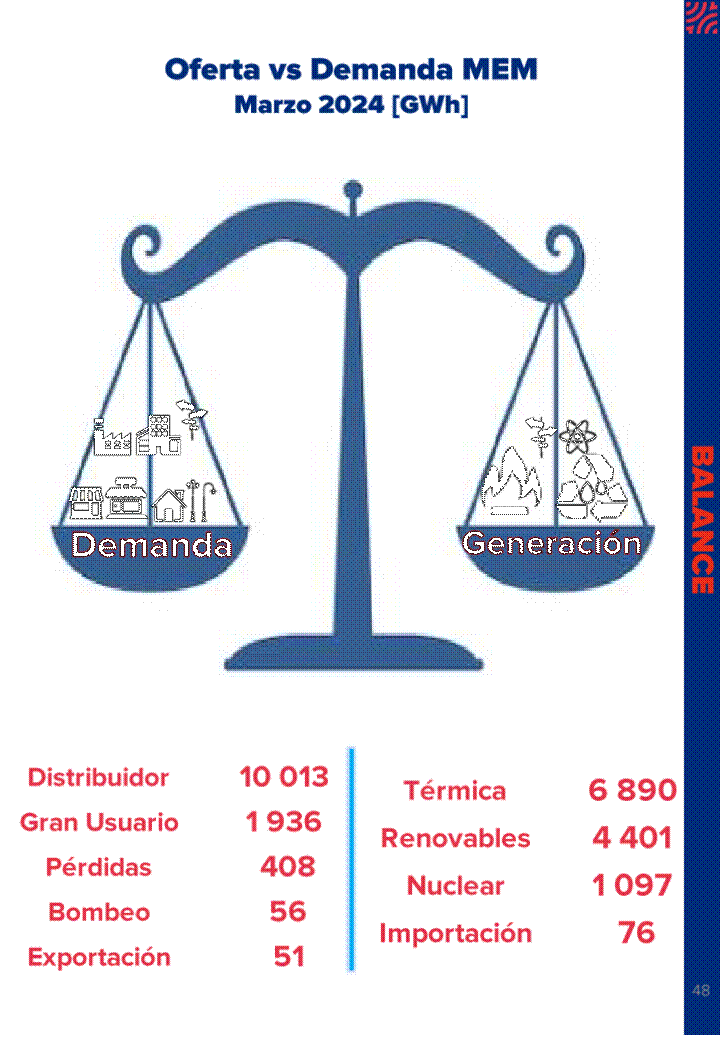 Oferta vs Demanda MEM
Marzo 2024 [GWh]
Demanda
Generación
BALANCE
Distribuidor 10 013
Gran Usuario 1 936
Pérdidas 408
Bombeo 56
Exportación 51
Térmica 6 890
Renovables 4 401
Nuclear 1 097
Importación 76
48